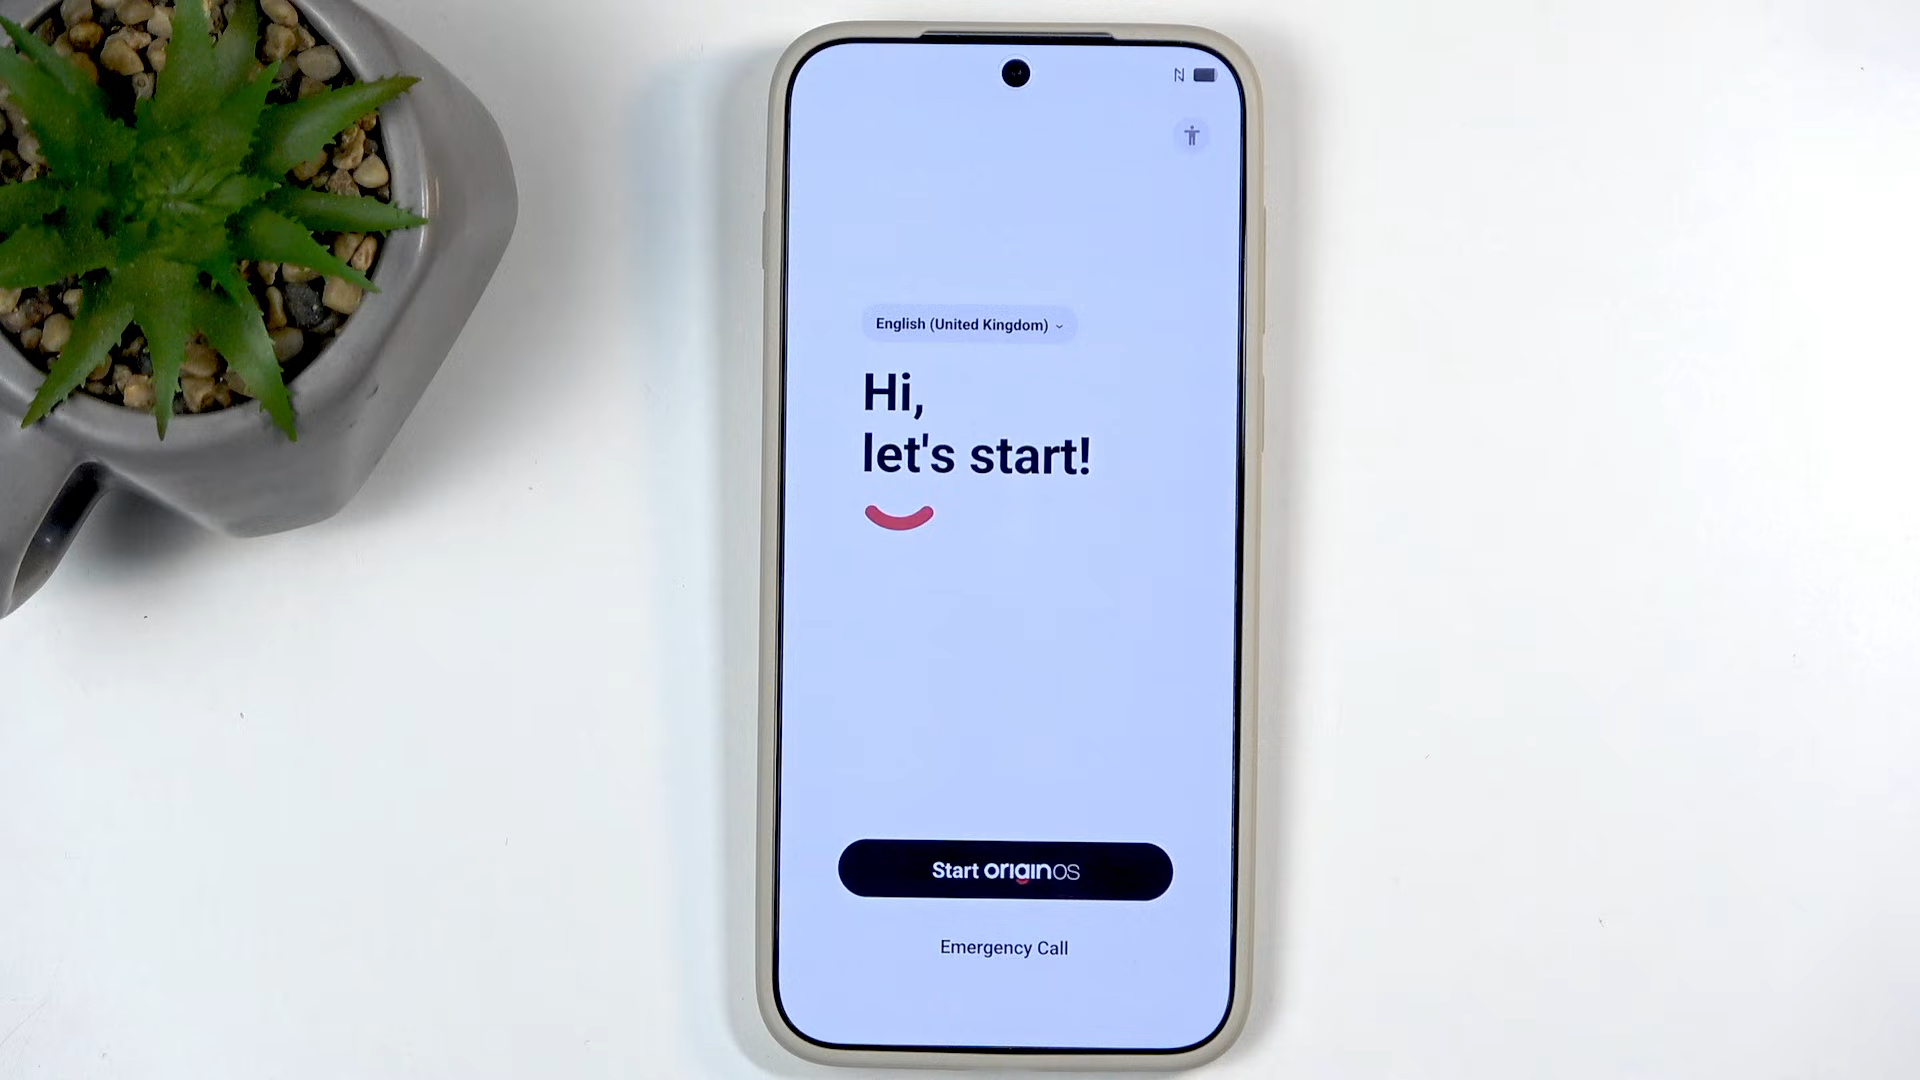 English (United Kingdom)
Hi,
let's start!
Start originOS
Emergency Call